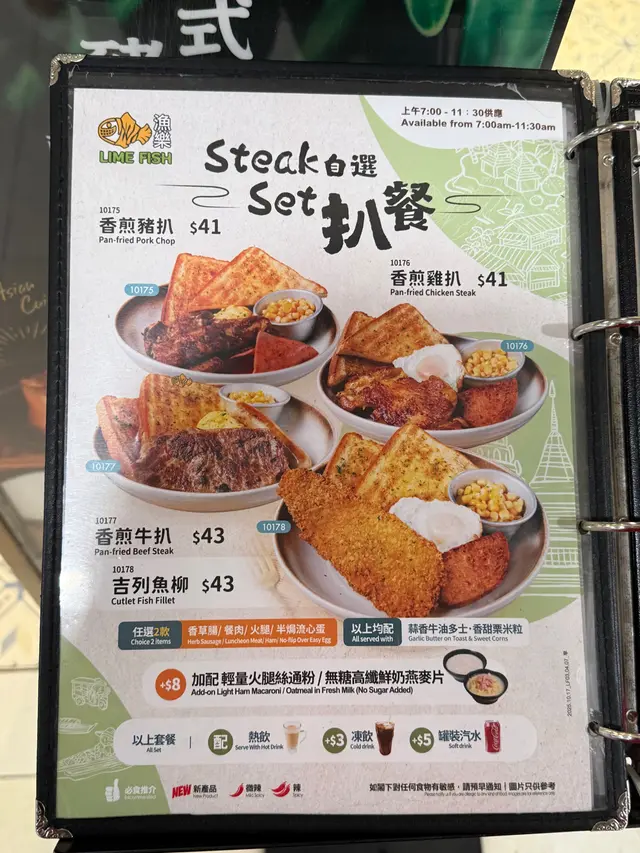 式
上午7:00 - 11：30供應
Available from 7:00am-11:30am
漁樂
LIME FISH
Steak自選
Set扒餐
10175
香煎豬扒 $41
Pan-fried Pork Chop
10176
香煎雞扒 $41
Pan-fried Chicken Steak
10175
10176
10177
10178
10177
香煎牛扒 $43
Pan-fried Beef Steak
10178
吉列魚柳 $43
Cutlet Fish Fillet
任選2款
Choice 2 items
香草腸/ 餐肉/ 火腿/ 半焗流心蛋
Herb Sausage/ Luncheon Meat/ Ham/ No-flip Over Easy Egg
以上均配
All served with
蒜香牛油多士・香甜粟米粒
Garlic Butter on Toast & Sweet Corns
+$8
加配 輕量火腿絲通粉 / 無糖高纖鮮奶燕麥片
Add-on Light Ham Macaroni / Oatmeal in Fresh Milk (No Sugar Added)
以上套餐
All Set
配 熱飲
Serve With Hot Drink
+$3 凍飲
Cold drink
+$5 罐裝汽水
Soft drink
必食推介
NEW 新產品
New Product
微辣
Mild Spicy
辣
Spicy
如閣下對任何食物有敏感，請預早通知｜圖片只供參考